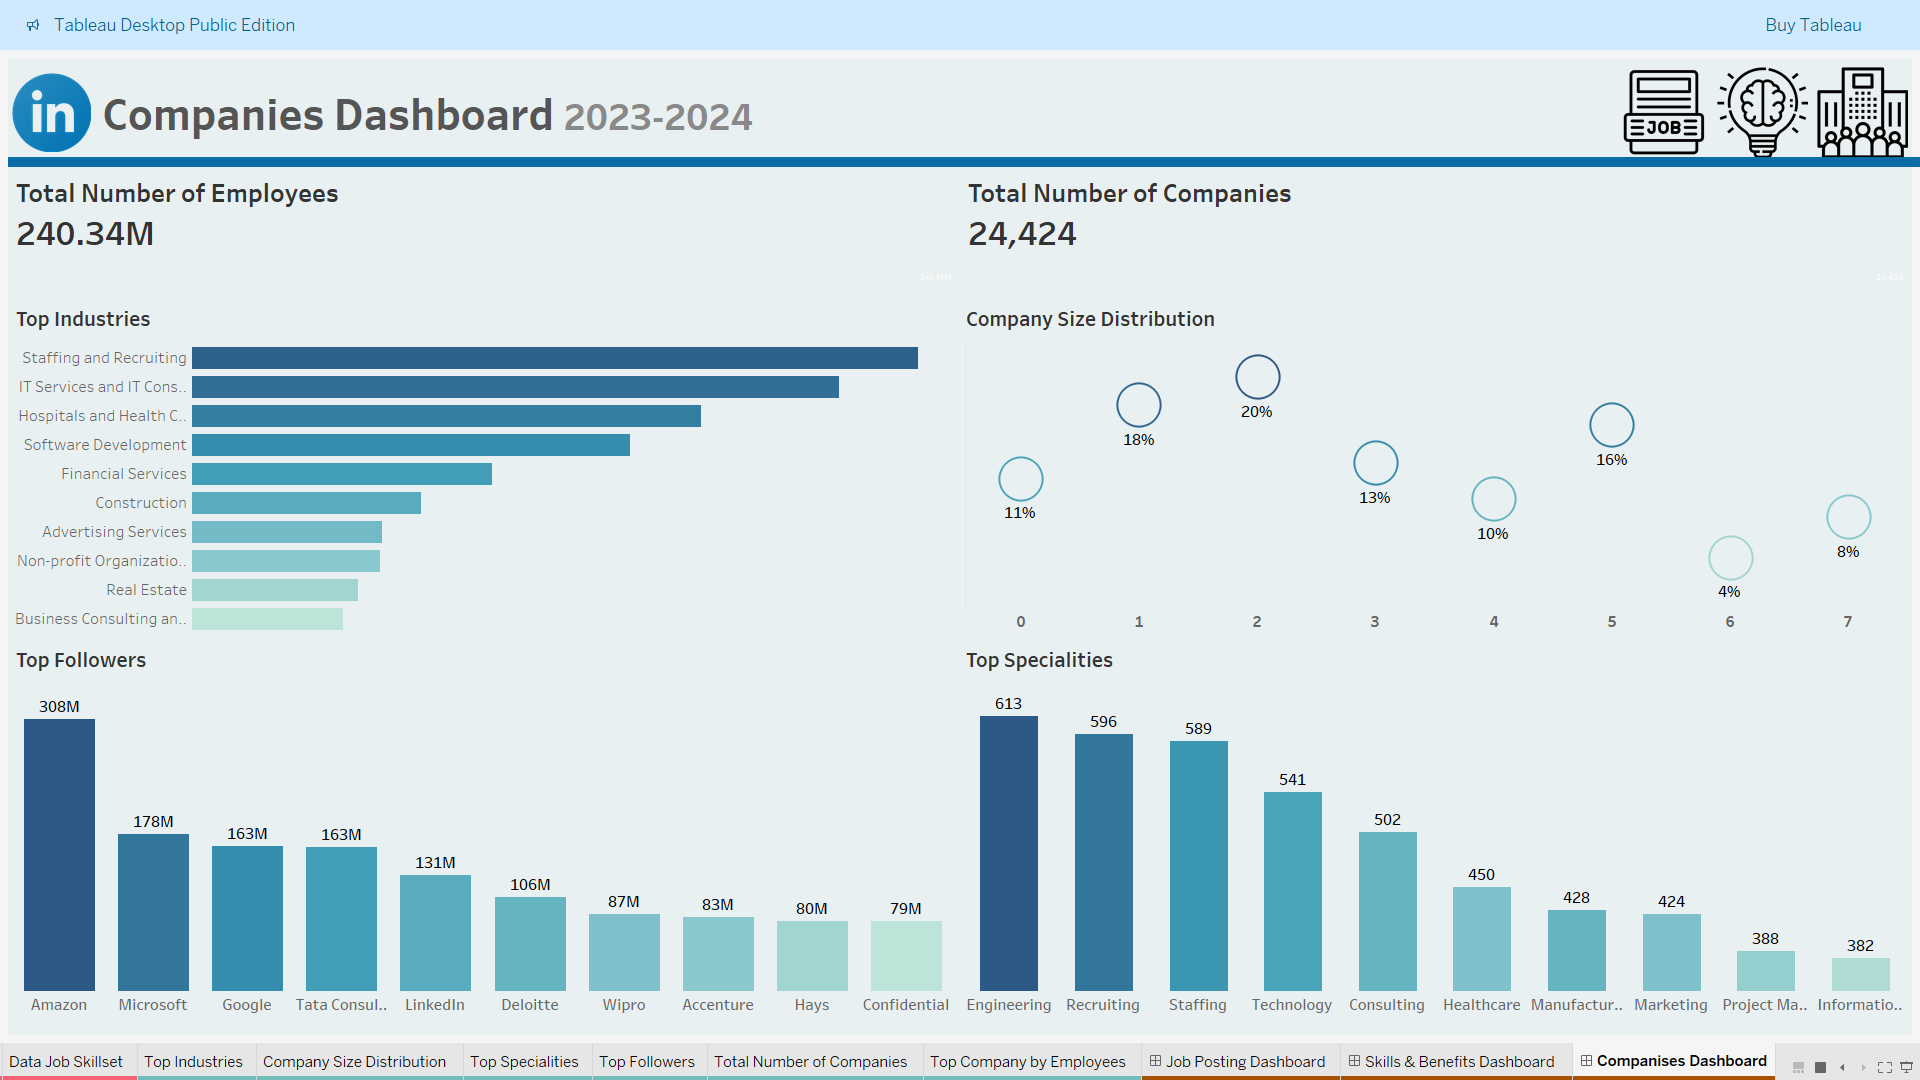 Tableau Desktop Public Edition
Buy Tableau
in Companies Dashboard 2023-2024
JOB
Total Number of Employees
240.34M
240.34M
Total Number of Companies
24,424
24,424
Top Industries
Staffing and Recruiting
IT Services and IT Cons..
Hospitals and Health C..
Software Development
Financial Services
Construction
Advertising Services
Non-profit Organizatio..
Real Estate
Business Consulting an..
Company Size Distribution
11%
18%
20%
13%
10%
16%
4%
8%
0 1 2 3 4 5 6 7
Top Followers
308M
178M
163M
163M
131M
106M
87M
83M
80M
79M
Amazon Microsoft Google Tata Consul.. LinkedIn Deloitte Wipro Accenture Hays Confidential
Top Specialities
613
596
589
541
502
450
428
424
388
382
Engineering Recruiting Staffing Technology Consulting Healthcare Manufactur.. Marketing Project Ma.. Informatio..
Data Job Skillset Top Industries Company Size Distribution Top Specialities Top Followers Total Number of Companies Top Company by Employees Job Posting Dashboard Skills & Benefits Dashboard Companises Dashboard